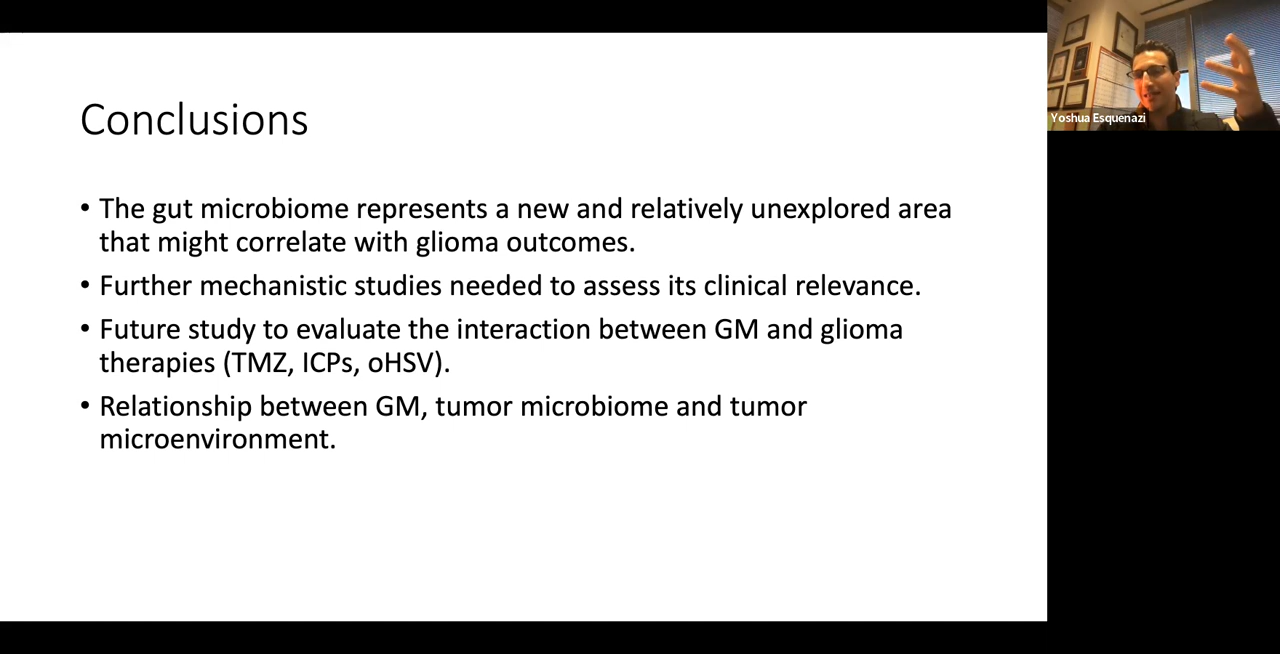 Conclusions
• The gut microbiome represents a new and relatively unexplored area
that might correlate with glioma outcomes.
• Further mechanistic studies needed to assess its clinical relevance.
• Future study to evaluate the interaction between GM and glioma
therapies (TMZ, ICPs, oHSV).
• Relationship between GM, tumor microbiome and tumor
microenvironment.
Yoshua Esquenazi